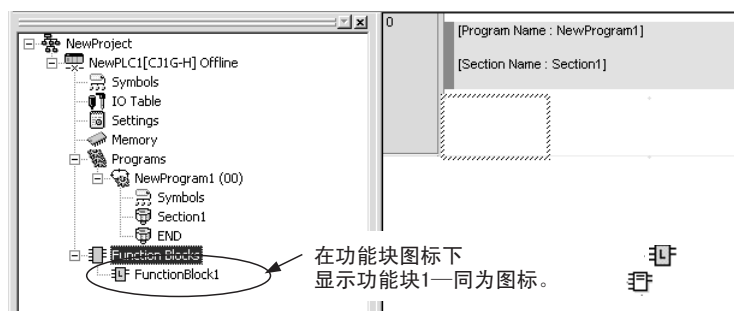 NewProject
NewPLC1[CJ1G-H] Offline
Symbols
IO Table
Settings
Memory
Programs
NewProgram1 (00)
Symbols
Section1
END
Function Blocks
FunctionBlock1
0
[Program Name : NewProgram1]
[Section Name : Section1]
在功能块图标下
显示功能块1—同为图标。
L
L